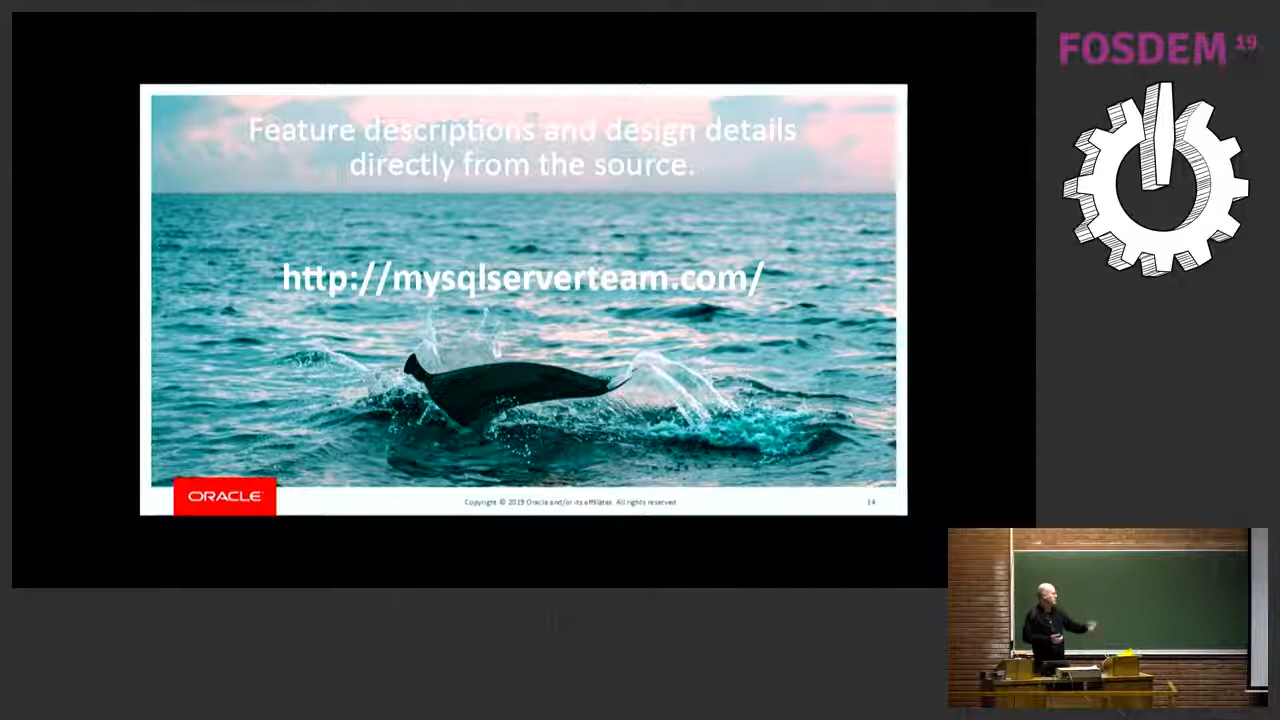 FOSDEM 19
Feature descriptions and design details
directly from the source.
http://mysqlserverteam.com/
ORACLE
Copyright © 2019 Oracle and/or its affiliates. All rights reserved.
14